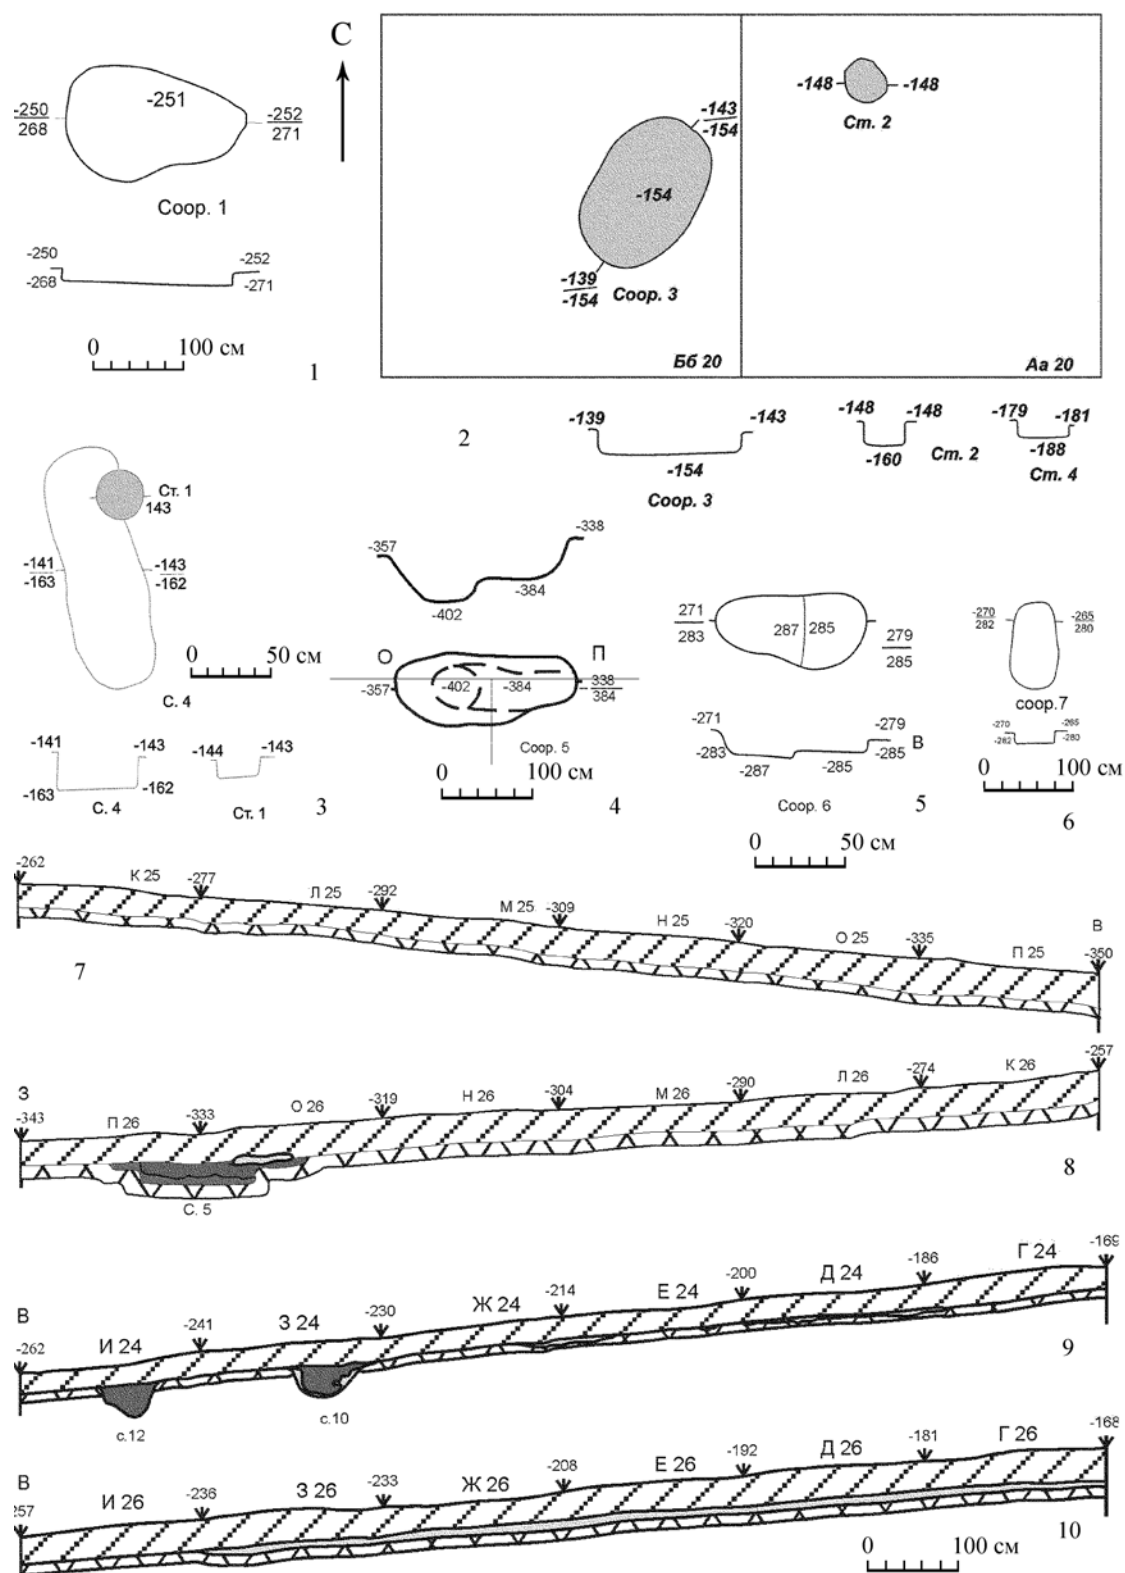 С
-251
-250
268
-252
271
Соор. 1
-250
-252
-268
-271
0 100 см
1
-148 -148
Ст. 2
-143
-154
-154
-139
-154
Соор. 3
Бб 20
Аа 20
2
-139 -143
-154
Соор. 3
-148 -148
-160
Ст. 2
-179 -181
-188
Ст. 4
Ст. 1
143
-141
-163
-143
-162
0 50 см
С. 4
-141 -143
-163 -162
С. 4
-144 -143
Ст. 1
3
-357 -338
-402 -384
О П
-357 -402 -384
338
384
Соор. 5
0 100 см
4
271
283
287 285
279
285
-271 -279
-283 -285 В
-287 -285
Соор. 6
0 50 см
5
-270
282
-265
280
соор.7
-270 -265
-282 -280
0 100 см
6
-262 К 25 -277 Л 25 -292 М 25 -309 Н 25 -320 О 25 -335 П 25 В -350
7
З
-343 П 26 -333 О 26 -319 Н 26 -304 М 26 -290 Л 26 -274 К 26 -257
С. 5
8
В
-262 И 24 -241 З 24 -230 Ж 24 -214 Е 24 -200 Д 24 -186 Г 24 -169
с.12 с.10
9
В
257 И 26 -236 З 26 -233 Ж 26 -208 Е 26 -192 Д 26 -181 Г 26 -168
10
0 100 см